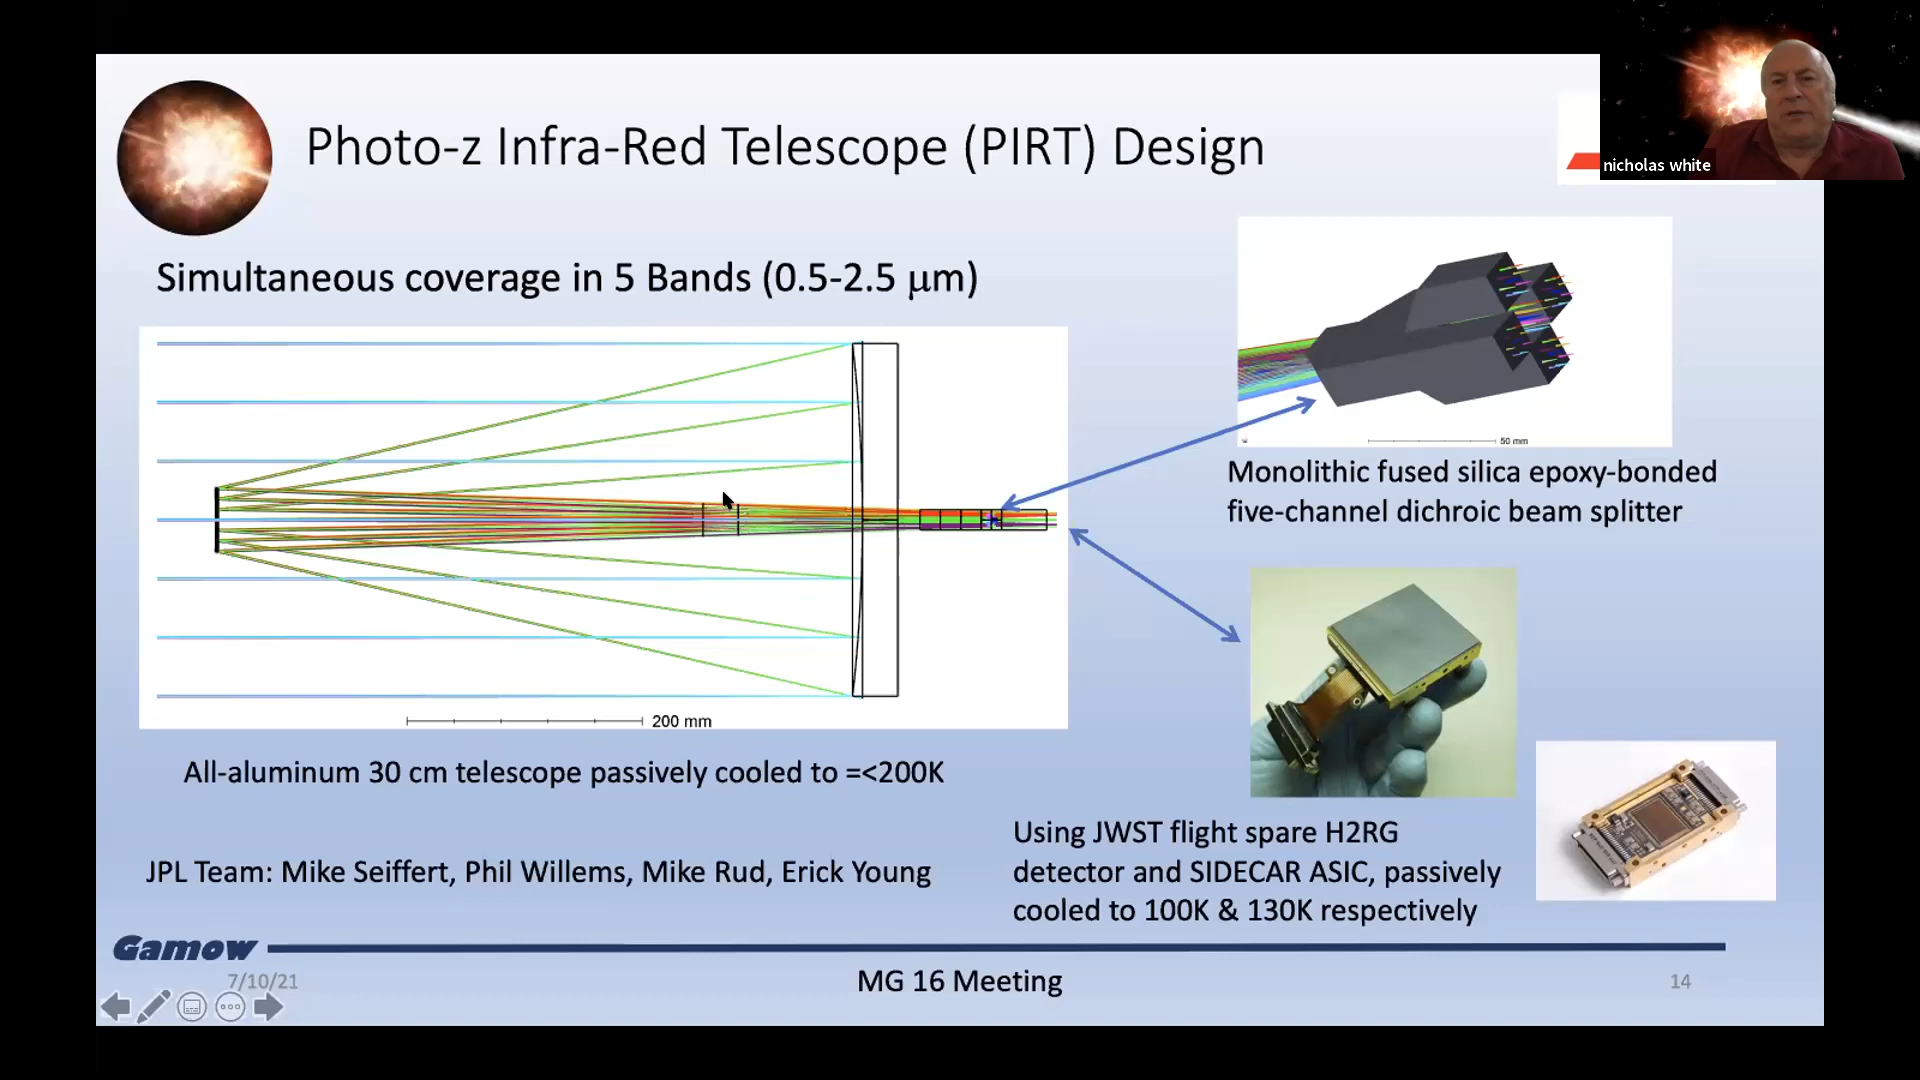 nicholas white
Photo-z Infra-Red Telescope (PIRT) Design
Simultaneous coverage in 5 Bands (0.5-2.5 μm)
200 mm
50 mm
Monolithic fused silica epoxy-bonded
five-channel dichroic beam splitter
All-aluminum 30 cm telescope passively cooled to =<200K
Using JWST flight spare H2RG
detector and SIDECAR ASIC, passively
cooled to 100K & 130K respectively
JPL Team: Mike Seiffert, Phil Willems, Mike Rud, Erick Young
Gamow
7/10/21
MG 16 Meeting
14